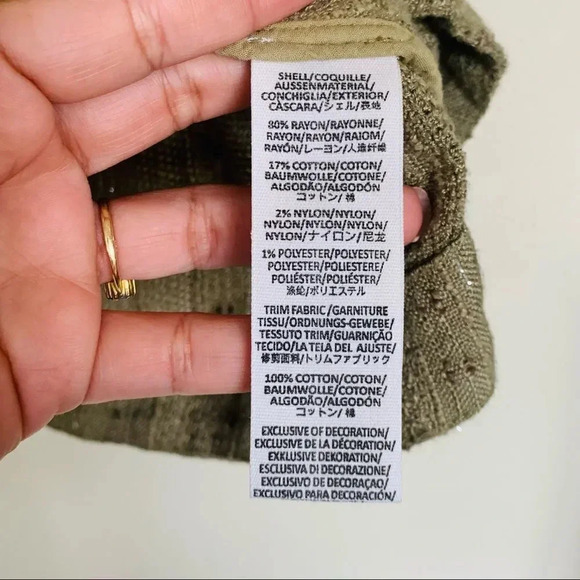 SHELL/COQUILLE/
AUSSENMATERIAL/
CONCHIGLIA/EXTERIOR/
CÁSCARA/シェル/表地
80% RAYON/RAYONNE/
RAYON/RAYON/RAIOM/
RAYÓN/レーヨン/人造纤维
17% COTTON/COTON/
BAUMWOLLE/COTONE/
ALGODÃO/ALGODÓN
コットン/棉
2% NYLON/NYLON/
NYLON/NYLON/NYLON/
NYLON/ナイロン/尼龙
1% POLYESTER/POLYESTER/
POLYESTER/POLIESTERE/
POLIÉSTER/POLIÉSTER/
涤纶/ポリエステル
TRIM FABRIC/GARNITURE
TISSU/ORDNUNGS-GEWEBE/
TESSUTO TRIM/GUARNIÇÃO
TECIDO/LA TELA DEL AJUSTE/
修剪面料/トリムファブリック
100% COTTON/COTON/
BAUMWOLLE/COTONE/
ALGODÃO/ALGODÓN/
コットン/棉
EXCLUSIVE OF DECORATION/
EXCLUSIVE DE LA DÉCORATION/
EXKLUSIVE DEKORATION/
ESCLUSIVA DI DECORAZIONE/
EXCLUSIVO DE DECORAÇAO/
EXCLUSIVO PARA DECORACIÓN/